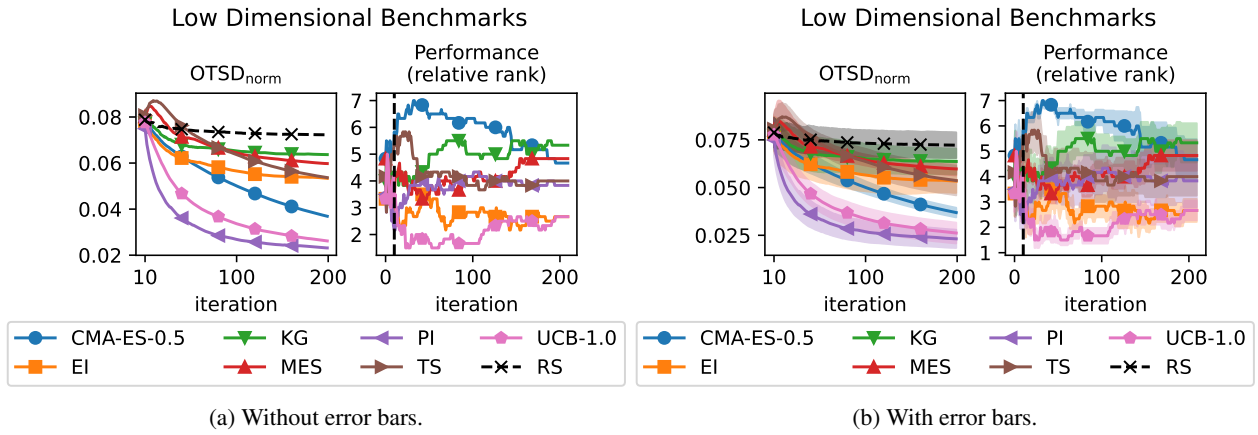 Low Dimensional Benchmarks
OTSD_norm
Performance
(relative rank)
0.08
0.06
0.04
0.02
10
100
200
iteration
7
6
5
4
3
2
0
100
200
iteration
CMA-ES-0.5
KG
PI
UCB-1.0
EI
MES
TS
RS
(a) Without error bars.
Low Dimensional Benchmarks
OTSD_norm
Performance
(relative rank)
0.075
0.050
0.025
10
100
200
iteration
7
6
5
4
3
2
1
0
100
200
iteration
CMA-ES-0.5
KG
PI
UCB-1.0
EI
MES
TS
RS
(b) With error bars.